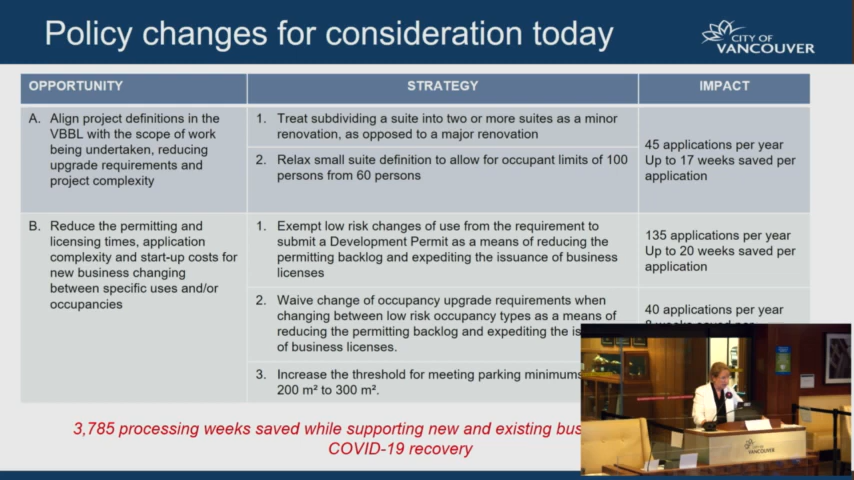 Policy changes for consideration today
CITY OF
VANCOUVER
OPPORTUNITY
STRATEGY
IMPACT
A. Align project definitions in the
VBBL with the scope of work
being undertaken, reducing
upgrade requirements and
project complexity
1. Treat subdividing a suite into two or more suites as a minor
renovation, as opposed to a major renovation
2. Relax small suite definition to allow for occupant limits of 100
persons from 60 persons
45 applications per year
Up to 17 weeks saved per
application
B. Reduce the permitting and
licensing times, application
complexity and start-up costs for
new business changing
between specific uses and/or
occupancies
1. Exempt low risk changes of use from the requirement to
submit a Development Permit as a means of reducing the
permitting backlog and expediting the issuance of business
licenses
135 applications per year
Up to 20 weeks saved per
application
2. Waive change of occupancy upgrade requirements when
changing between low risk occupancy types as a means of
reducing the permitting backlog and expediting the is
of business licenses.
40 applications per year
8 weeks saved per
3. Increase the threshold for meeting parking minimums
200 m² to 300 m².
3,785 processing weeks saved while supporting new and existing bus
COVID-19 recovery
CITY OF
VANCOUVER